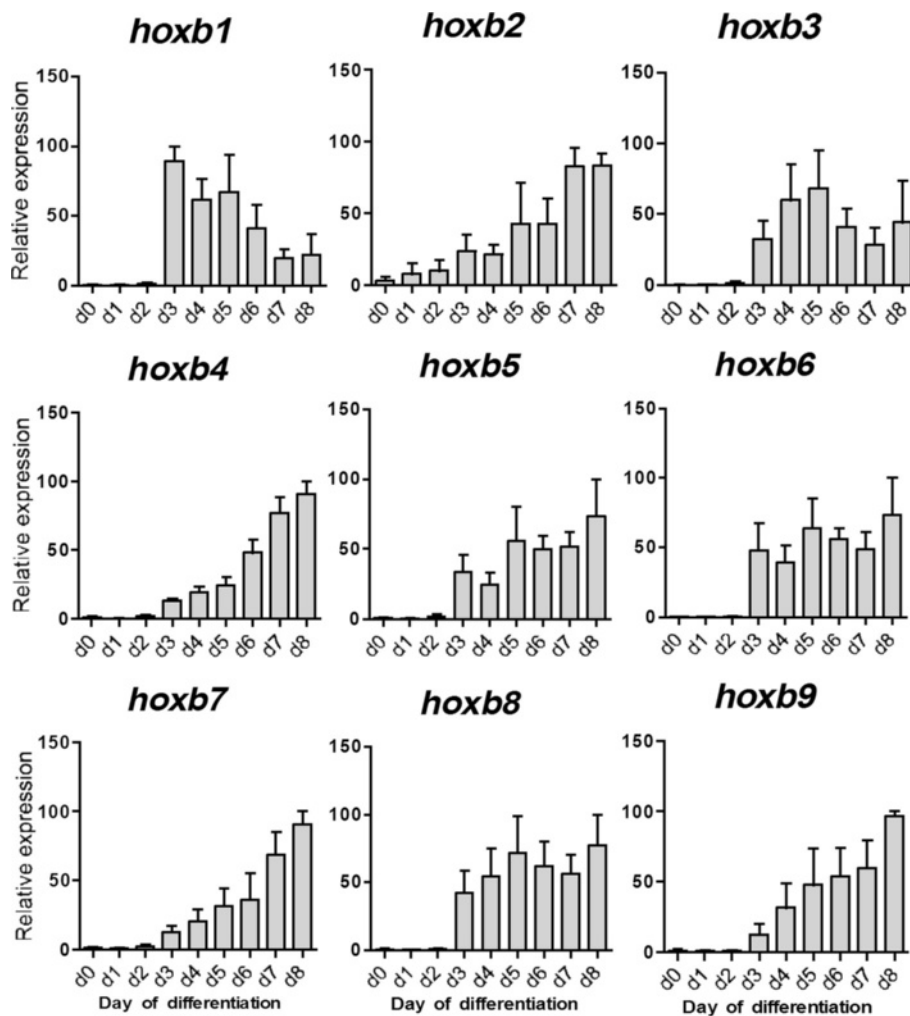 hoxb1 hoxb2 hoxb3
Relative expression
150 150 150
100 100 100
50 50 50
0 0 0
d0 d1 d2 d3 d4 d5 d6 d7 d8 d0 d1 d2 d3 d4 d5 d6 d7 d8 d0 d1 d2 d3 d4 d5 d6 d7 d8
hoxb4 hoxb5 hoxb6
Relative expression
150 150 150
100 100 100
50 50 50
0 0 0
d0 d1 d2 d3 d4 d5 d6 d7 d8 d0 d1 d2 d3 d4 d5 d6 d7 d8 d0 d1 d2 d3 d4 d5 d6 d7 d8
hoxb7 hoxb8 hoxb9
Relative expression
150 150 150
100 100 100
50 50 50
0 0 0
d0 d1 d2 d3 d4 d5 d6 d7 d8 d0 d1 d2 d3 d4 d5 d6 d7 d8 d0 d1 d2 d3 d4 d5 d6 d7 d8
Day of differentiation Day of differentiation Day of differentiation